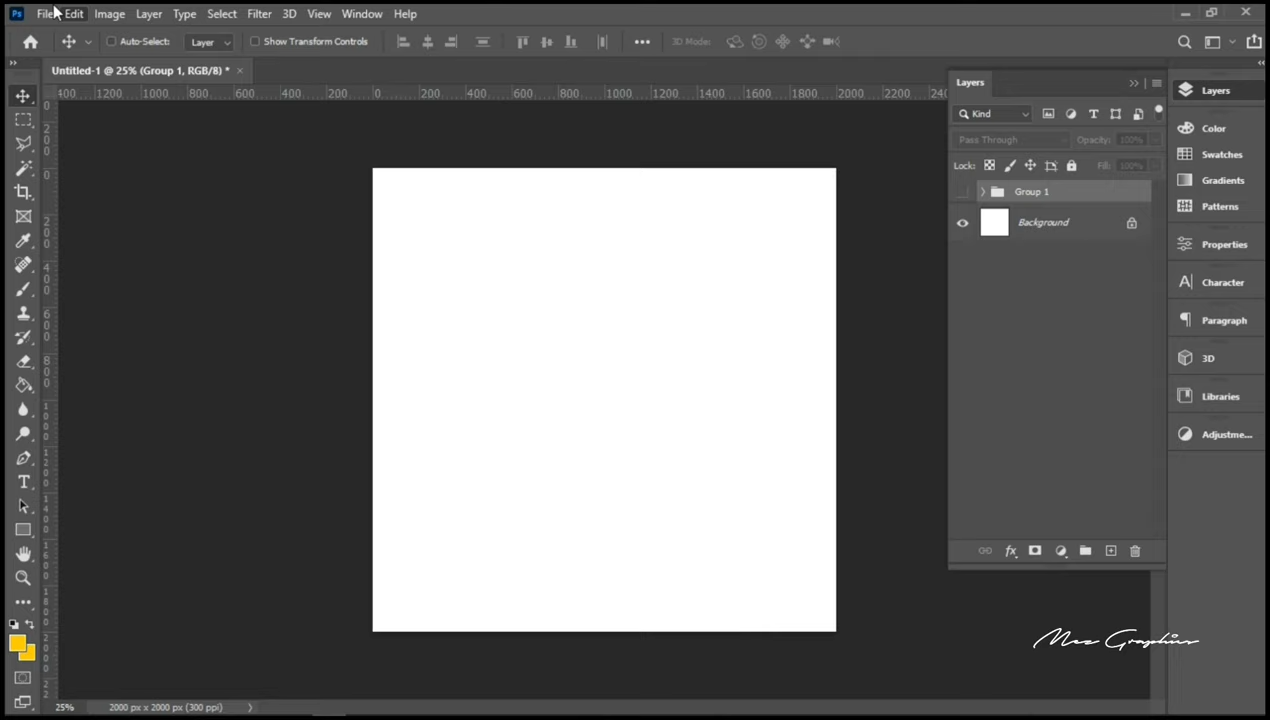 Ps File Edit Image Layer Type Select Filter 3D View Window Help
Auto-Select: Layer Show Transform Controls 3D Mode:
Untitled-1 @ 25% (Group 1, RGB/8) *
400 1200 1000 800 600 400 200 0 200 400 600 800 1000 1200 1400 1600 1800 2000 2200
Layers
Kind
Pass Through Opacity: 100%
Lock: Fill: 100%
Group 1
Background
Layers
Color
Swatches
Gradients
Patterns
Properties
Character
Paragraph
3D
Libraries
Adjustme...
Mez Graphics
25% 2000 px x 2000 px (300 ppi)